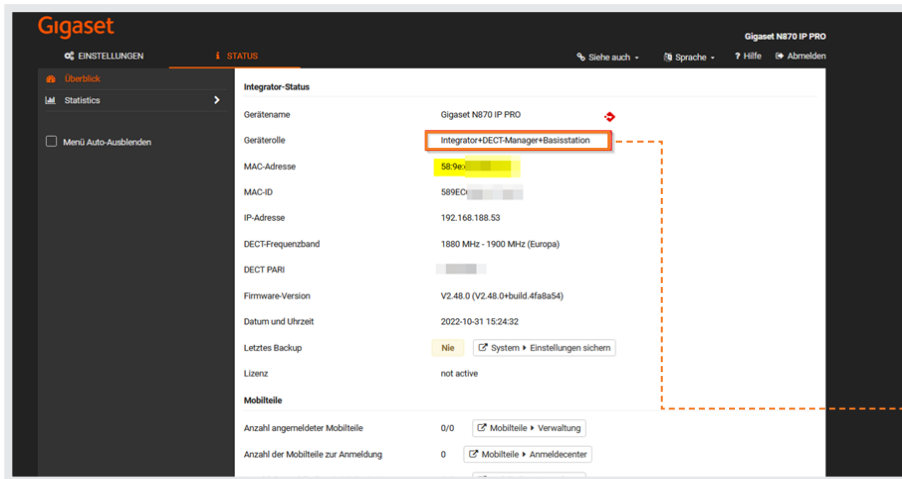 Gigaset
Gigaset N870 IP PRO
EINSTELLUNGEN
STATUS
Siehe auch
Sprache
? Hilfe
Abmelden
Überblick
Statistics
Menü Auto-Ausblenden
Integrator-Status
Gerätename Gigaset N870 IP PRO
Geräterolle Integrator+DECT-Manager+Basisstation
MAC-Adresse 58:9e:
MAC-ID 589EC
IP-Adresse 192.168.188.53
DECT-Frequenzband 1880 MHz - 1900 MHz (Europa)
DECT PARI
Firmware-Version V2.48.0 (V2.48.0+build.4fa8a54)
Datum und Uhrzeit 2022-10-31 15:24:32
Letztes Backup Nie System Einstellungen sichern
Lizenz not active
Mobilteile
Anzahl angemeldeter Mobilteile 0/0 Mobilteile Verwaltung
Anzahl der Mobilteile zur Anmeldung 0 Mobilteile Anmeldecenter